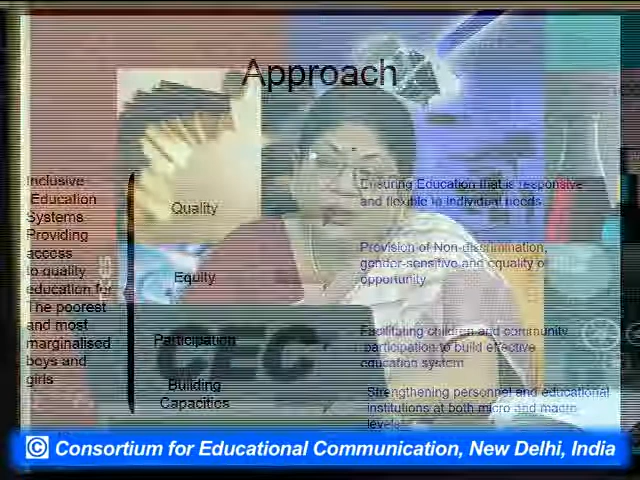 Approach
Inclusive
Education
Systems
Providing
access
to quality
education for
The poorest
and most
marginalised
boys and
girls
Quality
Equity
Participation
Building
Capacities
Ensuring Education that is responsive
and flexible to individual needs
Provision of Non-discrimination,
gender-sensitive and equality of
opportunity
Facilitating children and community
participation to build effective
education system
Strengthening personnel and educational
institutions at both micro and macro
levels
CEC
© Consortium for Educational Communication, New Delhi, India